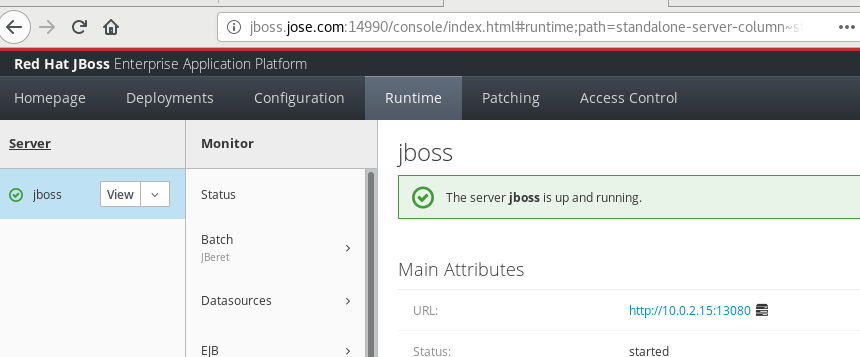 jboss.jose.com:14990/console/index.html#runtime;path=standalone-server-column~s
Red Hat JBoss Enterprise Application Platform
Homepage Deployments Configuration Runtime Patching Access Control
Server
jboss View
Monitor
Status
Batch
JBeret
Datasources
EJB
jboss
The server jboss is up and running.
Main Attributes
URL: http://10.0.2.15:13080
Status: started